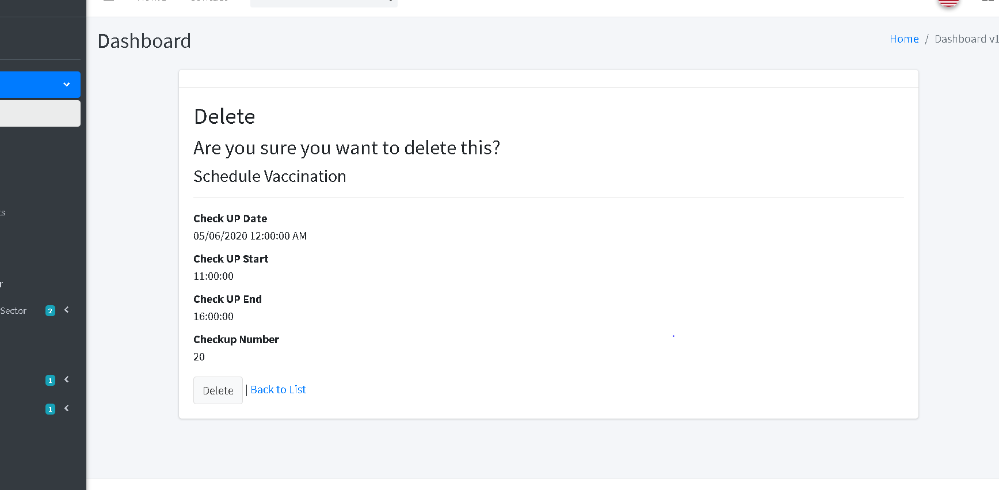 Dashboard
Home / Dashboard v1
Delete
Are you sure you want to delete this?
Schedule Vaccination
ts
Check UP Date
05/06/2020 12:00:00 AM
Check UP Start
11:00:00
r
Check UP End
Sector 2
16:00:00
Checkup Number
20
1
Delete | Back to List
1